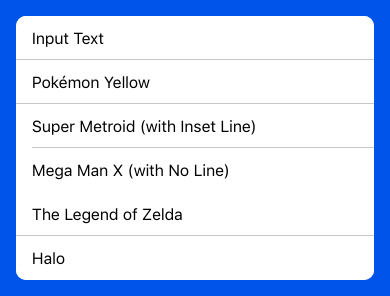 Input Text
Pokémon Yellow
Super Metroid (with Inset Line)
Mega Man X (with No Line)
The Legend of Zelda
Halo